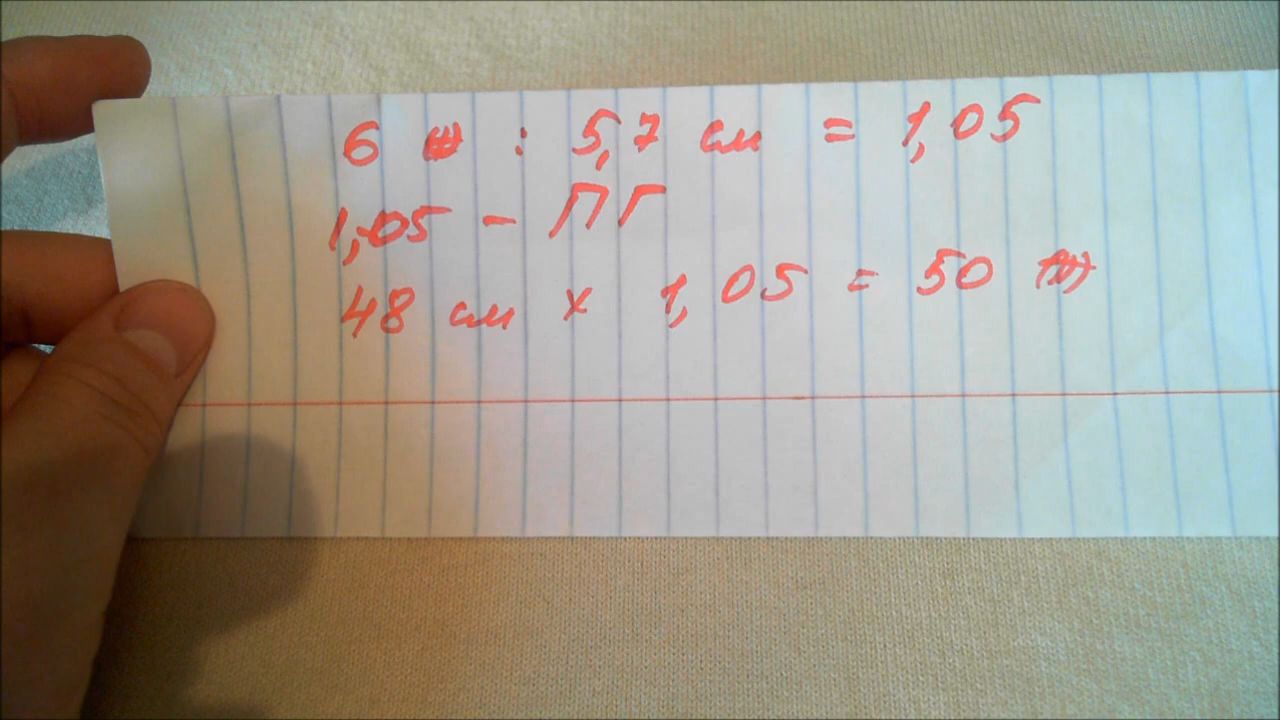 6 : 5,7 см = 1,05
1,05 - ПГ
48 см х 1,05 = 50